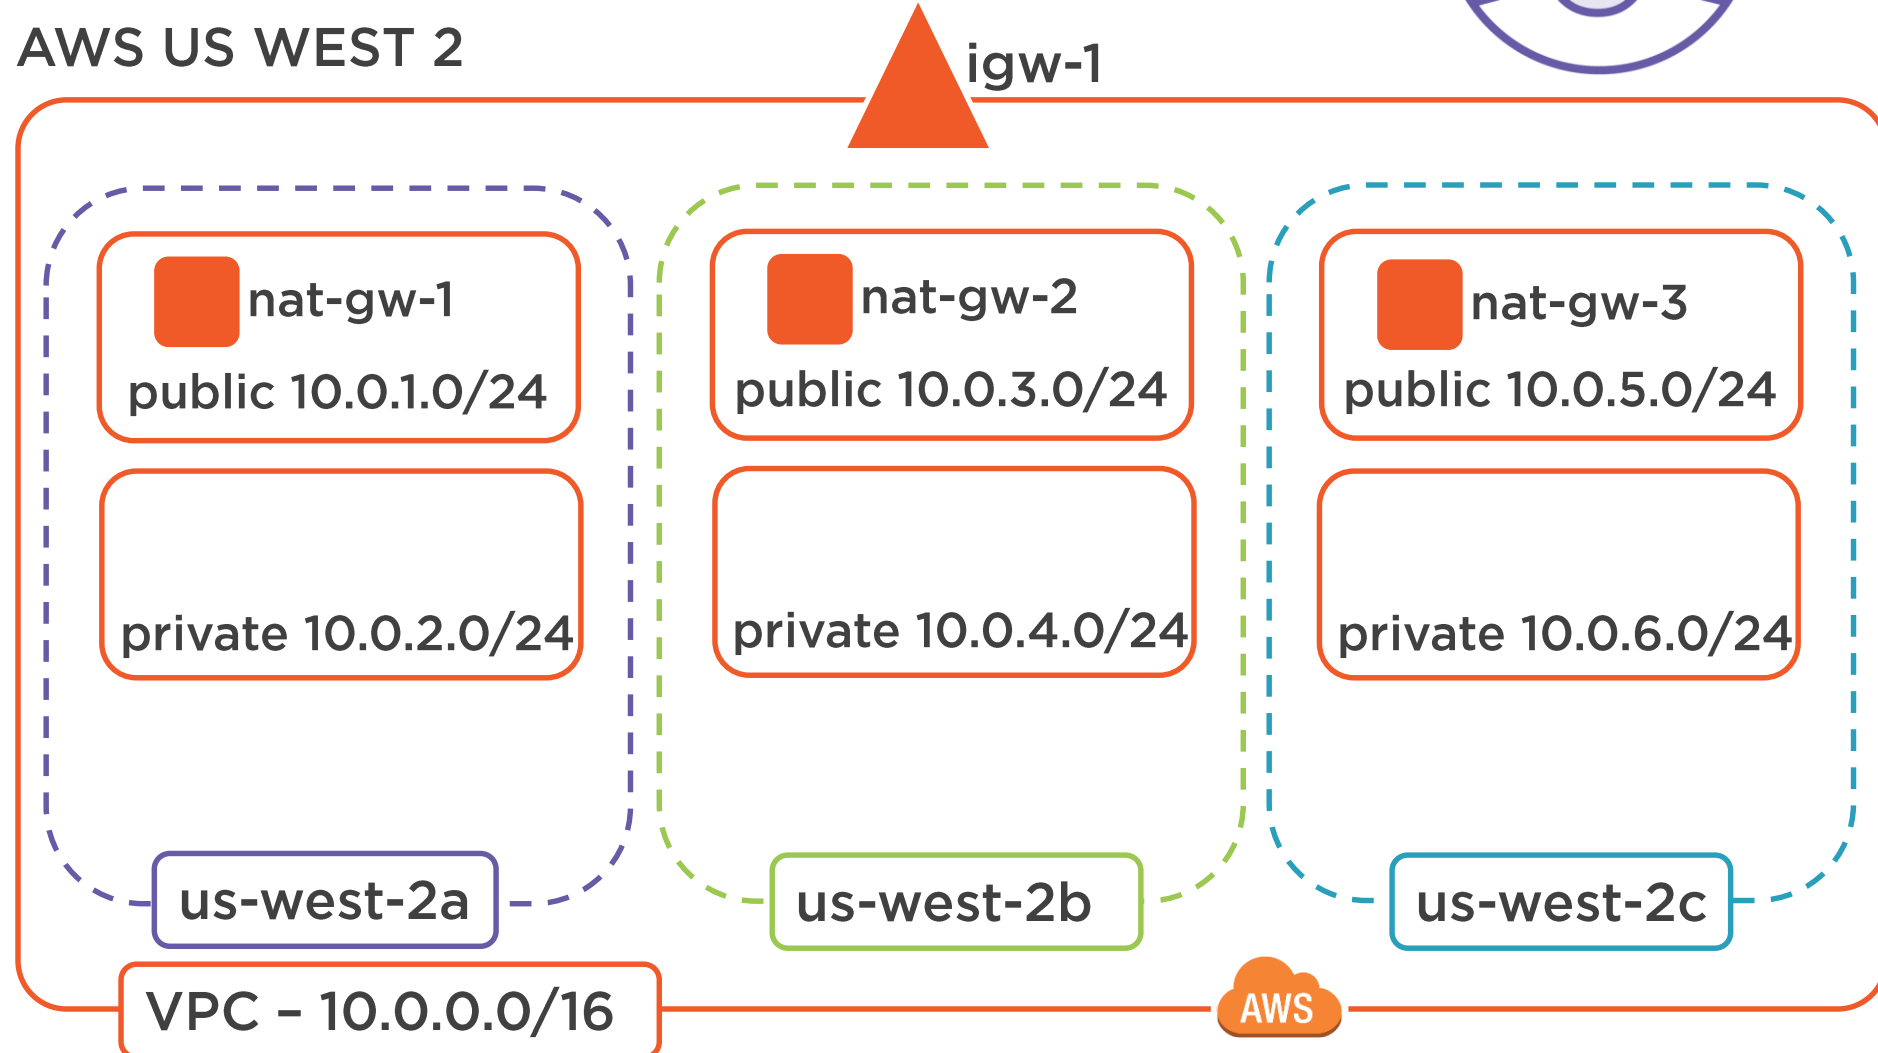 AWS US WEST 2
igw-1
nat-gw-1
public 10.0.1.0/24
private 10.0.2.0/24
us-west-2a
nat-gw-2
public 10.0.3.0/24
private 10.0.4.0/24
us-west-2b
nat-gw-3
public 10.0.5.0/24
private 10.0.6.0/24
us-west-2c
VPC – 10.0.0.0/16
AWS